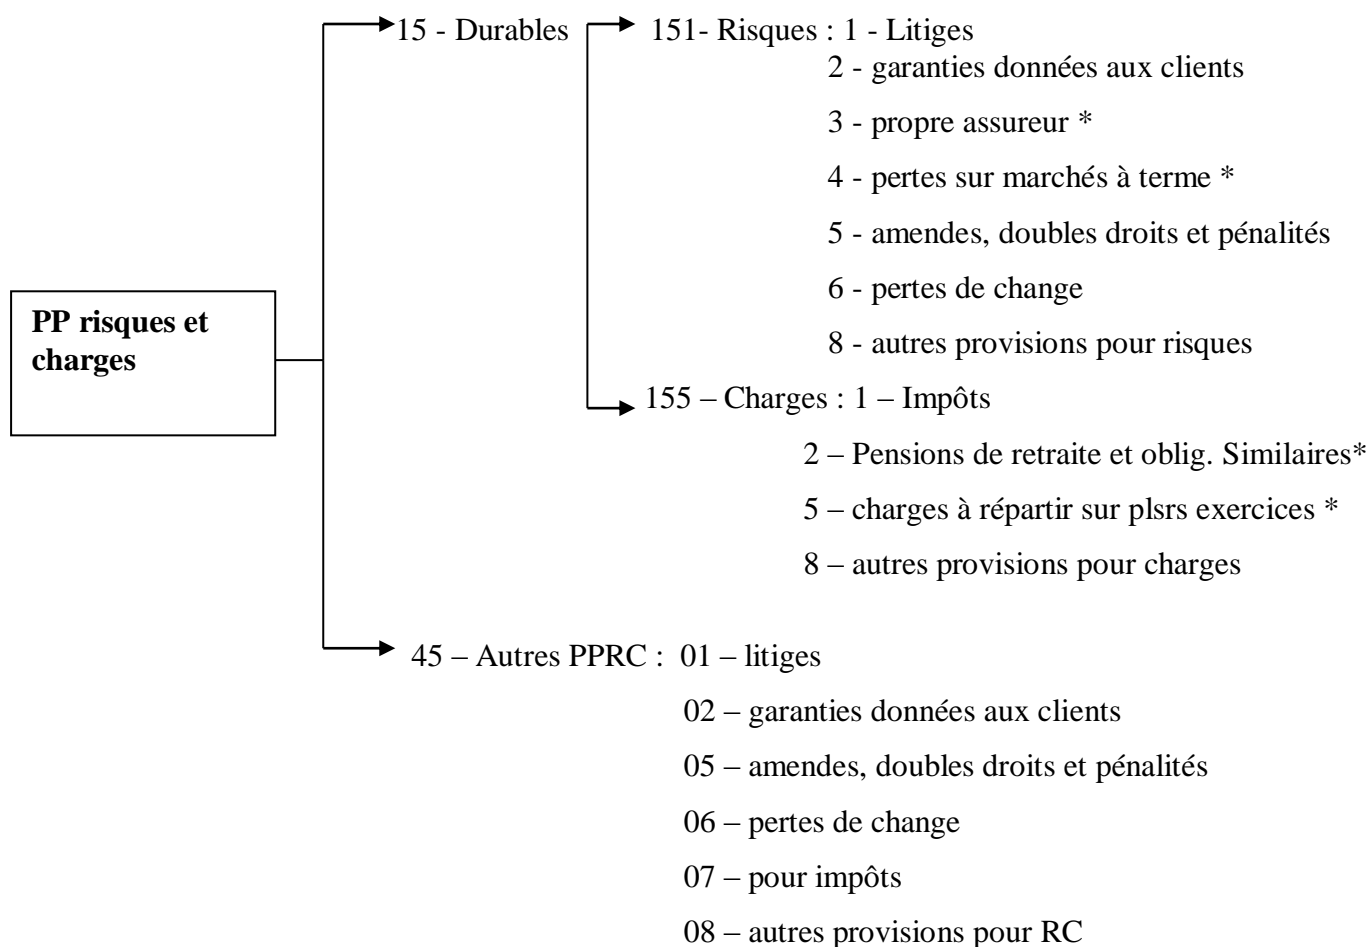 15 - Durables 151- Risques : 1 - Litiges
2 - garanties données aux clients
3 - propre assureur *
4 - pertes sur marchés à terme *
5 - amendes, doubles droits et pénalités
6 - pertes de change
8 - autres provisions pour risques
PP risques et
charges
155 – Charges : 1 – Impôts
2 – Pensions de retraite et oblig. Similaires*
5 – charges à répartir sur plsrs exercices *
8 – autres provisions pour charges
45 – Autres PPRC : 01 – litiges
02 – garanties données aux clients
05 – amendes, doubles droits et pénalités
06 – pertes de change
07 – pour impôts
08 – autres provisions pour RC